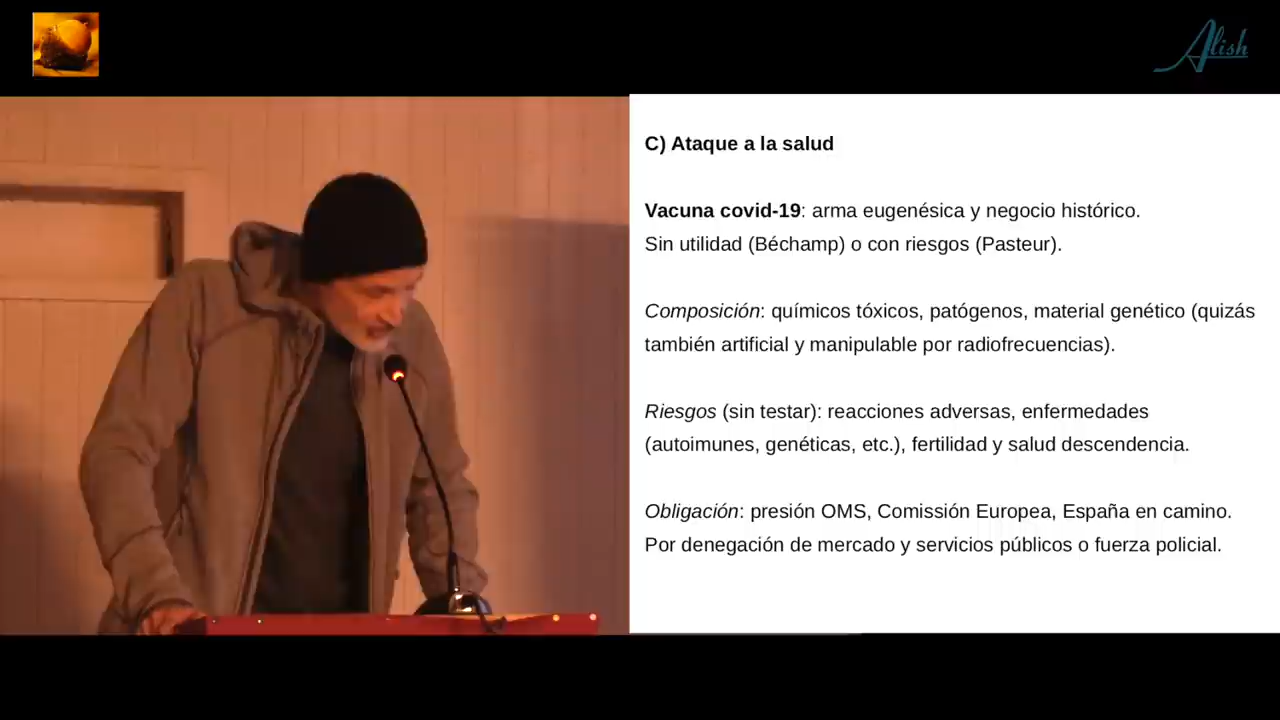 Alish
C) Ataque a la salud
Vacuna covid-19: arma eugenésica y negocio histórico.
Sin utilidad (Béchamp) o con riesgos (Pasteur).
Composición: químicos tóxicos, patógenos, material genético (quizás
también artificial y manipulable por radiofrecuencias).
Riesgos (sin testar): reacciones adversas, enfermedades
(autoimunes, genéticas, etc.), fertilidad y salud descendencia.
Obligación: presión OMS, Comissión Europea, España en camino.
Por denegación de mercado y servicios públicos o fuerza policial.